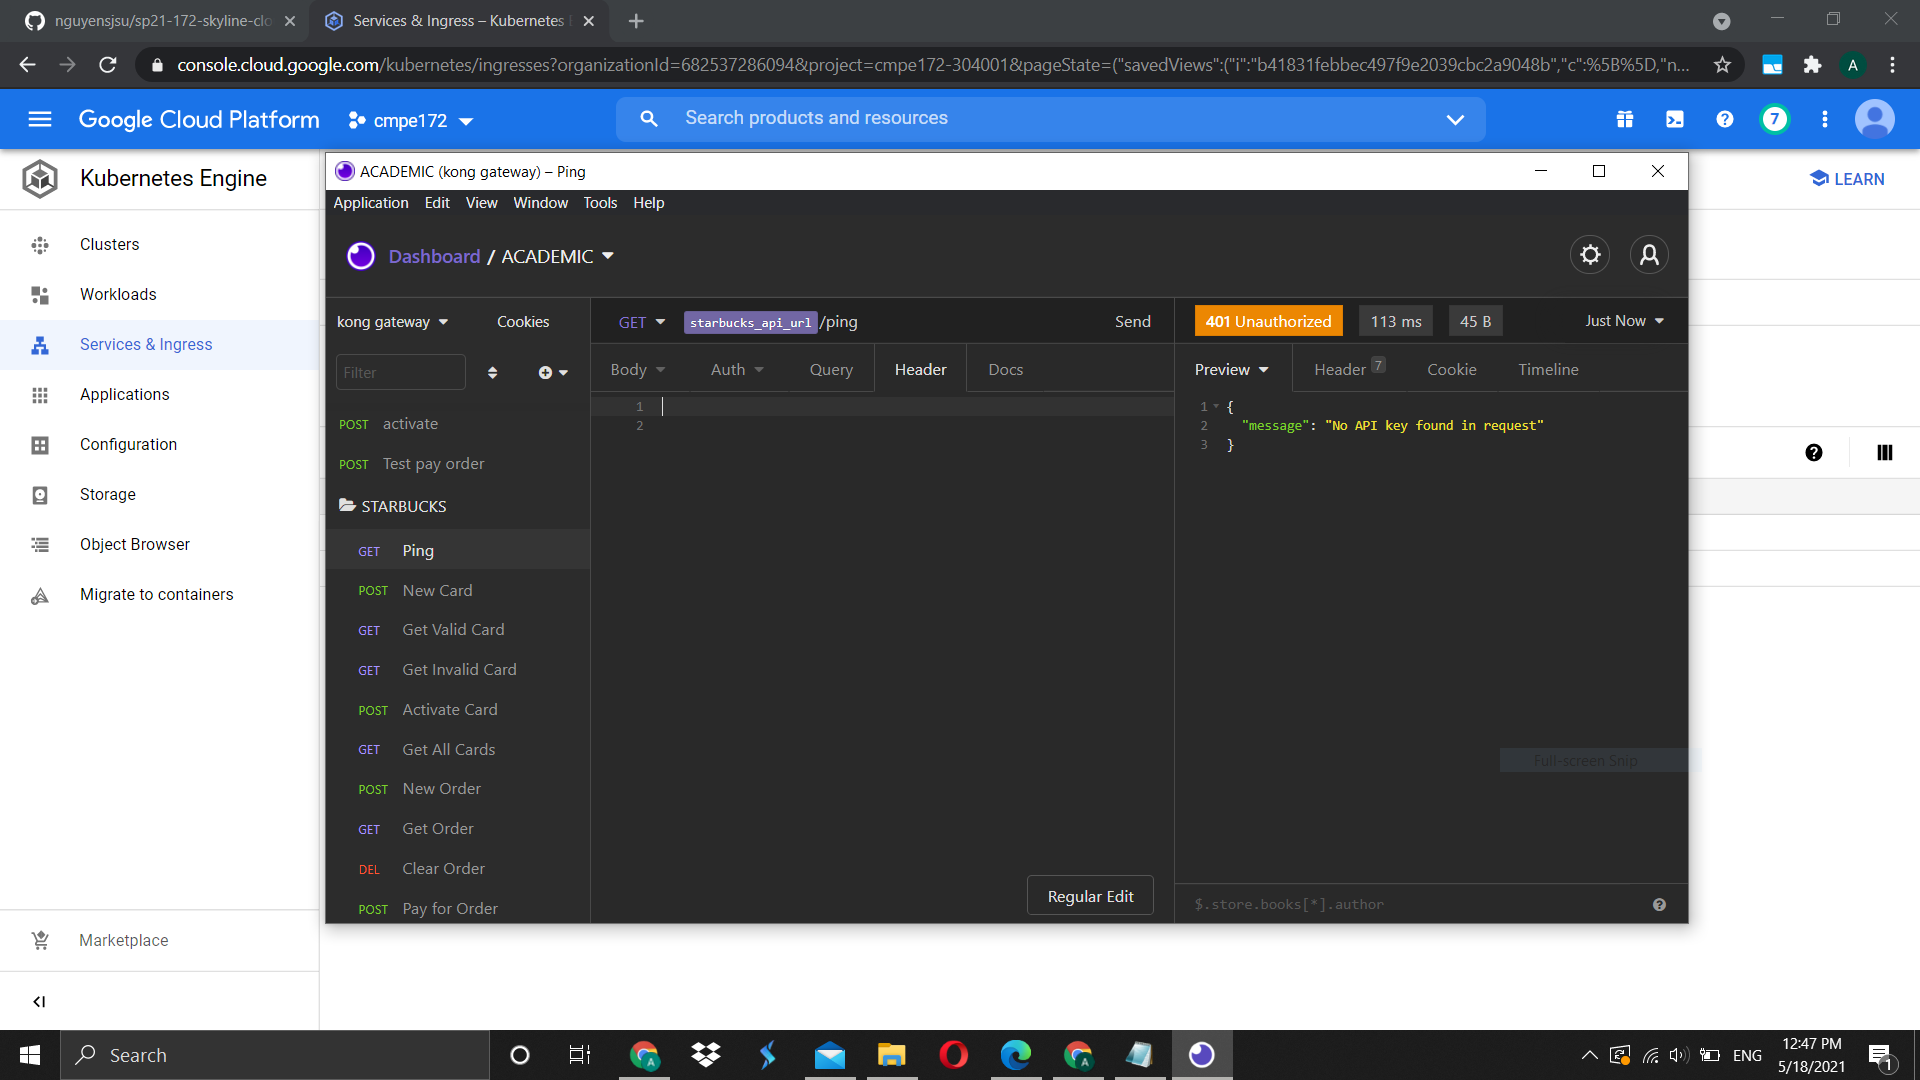 nguyensjsu/sp21-172-skyline-clo
Services & Ingress – Kubernetes
console.cloud.google.com/kubernetes/ingresses?organizationId=682537286094&project=cmpe172-304001&pageState=("savedViews":("i":"b41831febbec497f9e2039cbc2a9048b","c":%5B%5D,"n...
A
Google Cloud Platform
cmpe172
Search products and resources
7
Kubernetes Engine
LEARN
Clusters
Workloads
Services & Ingress
Applications
Configuration
Storage
Object Browser
Migrate to containers
Marketplace
ACADEMIC (kong gateway) – Ping
Application Edit View Window Tools Help
Dashboard / ACADEMIC
kong gateway
Cookies
Filter
POST activate
POST Test pay order
STARBUCKS
GET Ping
POST New Card
GET Get Valid Card
GET Get Invalid Card
POST Activate Card
GET Get All Cards
POST New Order
GET Get Order
DEL Clear Order
POST Pay for Order
GET starbucks_api_url/ping
Send
Body Auth Query Header Docs
1
2
Regular Edit
401 Unauthorized 113 ms 45 B Just Now
Preview Header 7 Cookie Timeline
1 {
2 "message": "No API key found in request"
3 }
Full-screen Snip
$.store.books[*].author
Search
A
A
ENG
12:47 PM
5/18/2021
1